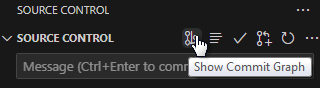 SOURCE CONTROL
SOURCE CONTROL
Message (Ctrl+Enter to comm
Show Commit Graph